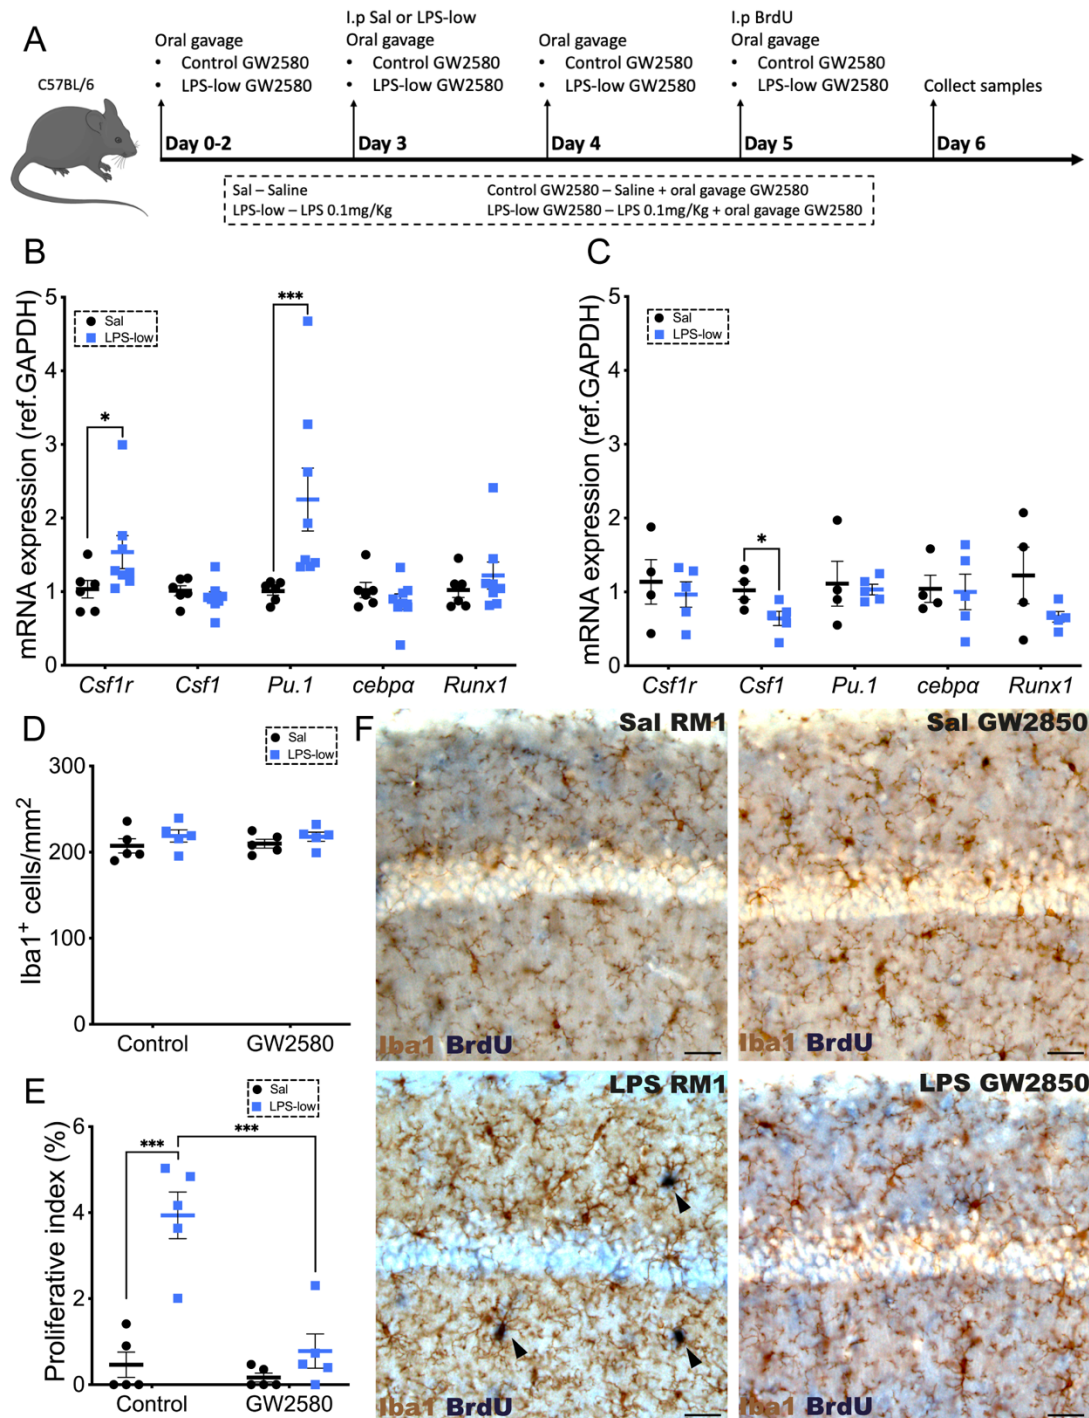 A
C57BL/6
Oral gavage
• Control GW2580
• LPS-low GW2580
Day 0-2
I.p Sal or LPS-low
Oral gavage
• Control GW2580
• LPS-low GW2580
Day 3
Oral gavage
• Control GW2580
• LPS-low GW2580
Day 4
I.p BrdU
Oral gavage
• Control GW2580
• LPS-low GW2580
Day 5
Collect samples
Day 6
Sal – Saline
LPS-low – LPS 0.1mg/Kg
Control GW2580 – Saline + oral gavage GW2580
LPS-low GW2580 – LPS 0.1mg/Kg + oral gavage GW2580
B
mRNA expression (ref.GAPDH)
5
4
3
2
1
0
Sal
LPS-low
*
***
Csf1r Csf1 Pu.1 cebpα Runx1
C
mRNA expression (ref.GAPDH)
5
4
3
2
1
0
Sal
LPS-low
*
Csf1r Csf1 Pu.1 cebpα Runx1
D
Iba1+ cells/mm2
300
200
100
0
Sal
LPS-low
Control GW2580
E
Proliferative index (%)
6
4
2
0
Sal
LPS-low
***
***
Control GW2580
F
Sal RM1
Iba1 BrdU
Sal GW2850
Iba1 BrdU
LPS RM1
Iba1 BrdU
LPS GW2850
Iba1 BrdU